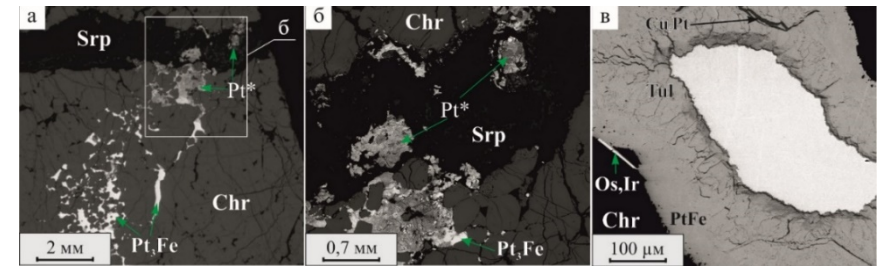 а
Srp
б
Pt*
Chr
Pt₃Fe
2 мм
б
Chr
Pt*
Srp
Pt₃Fe
0,7 мм
в
Cu Pt
Tul
Os,Ir
Chr
PtFe
100 μм